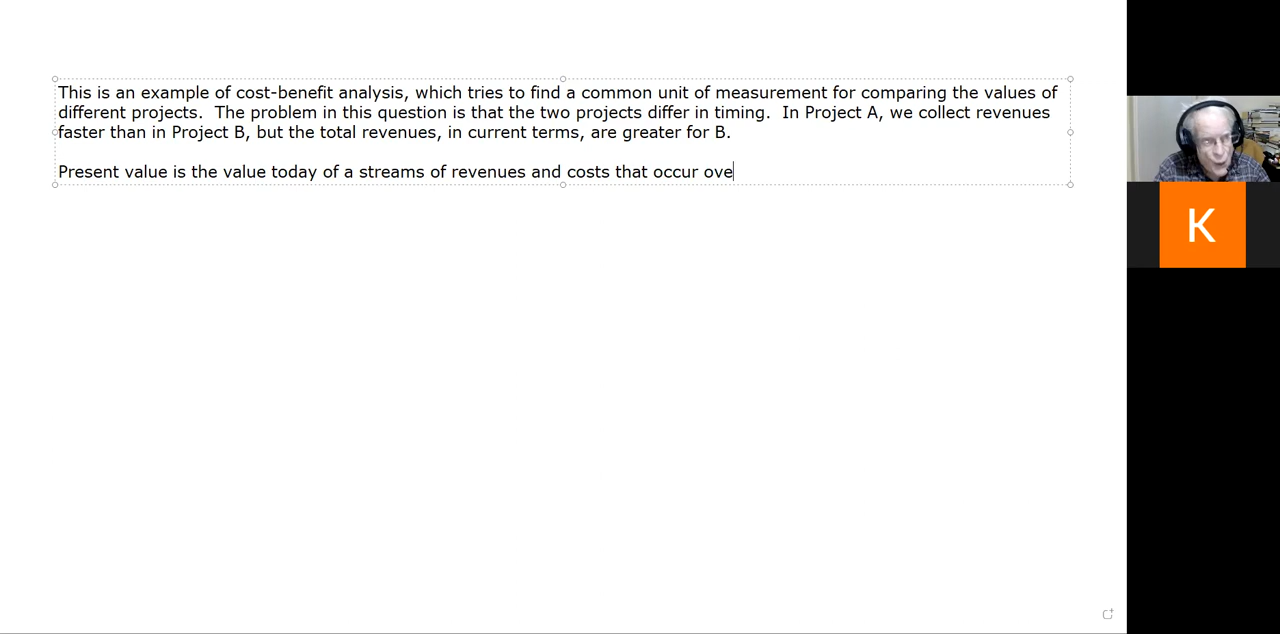 This is an example of cost-benefit analysis, which tries to find a common unit of measurement for comparing the values of
different projects.  The problem in this question is that the two projects differ in timing.  In Project A, we collect revenues
faster than in Project B, but the total revenues, in current terms, are greater for B.
Present value is the value today of a streams of revenues and costs that occur ove
K